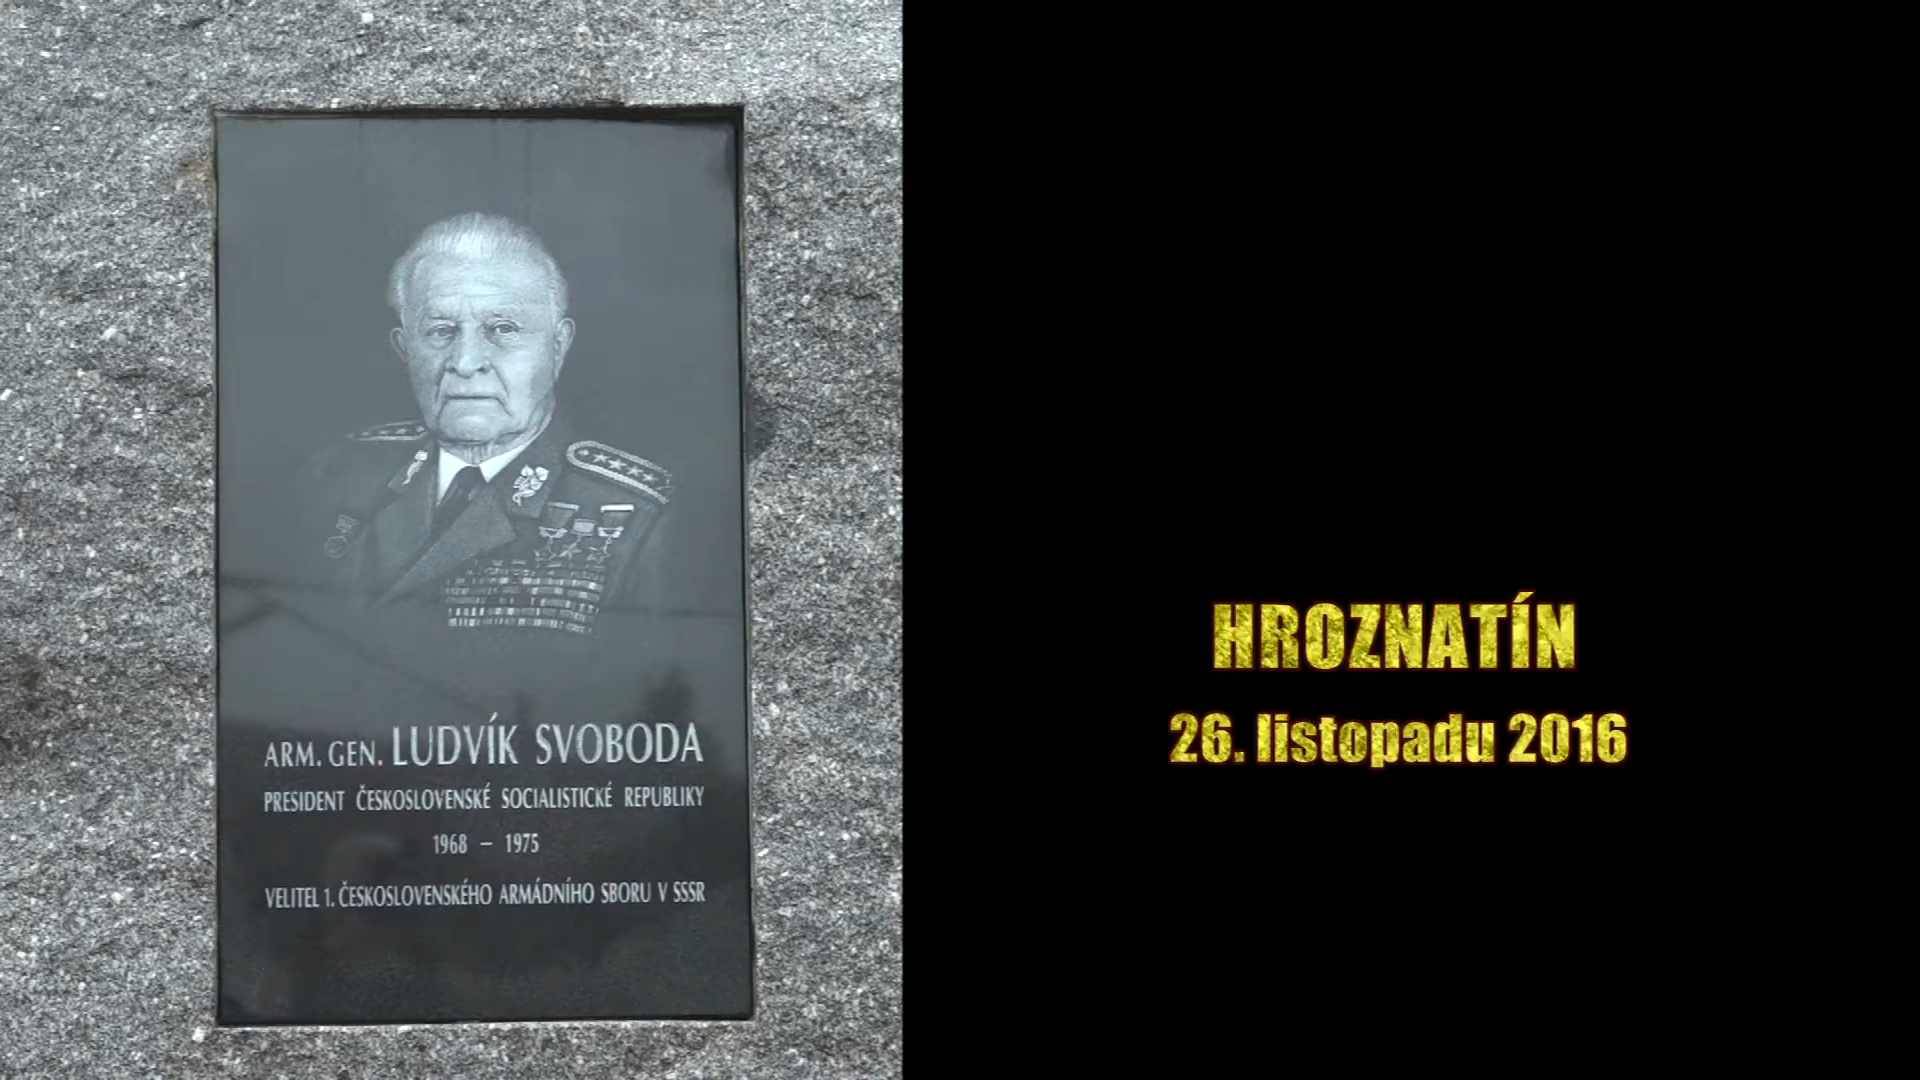 ARM. GEN. LUDVÍK SVOBODA
PRESIDENT ČESKOSLOVENSKÉ SOCIALISTICKÉ REPUBLIKY
1968 – 1975
VELITEL 1. ČESKOSLOVENSKÉHO ARMÁDNÍHO SBORU V SSSR
HROZNATÍN
26. listopadu 2016